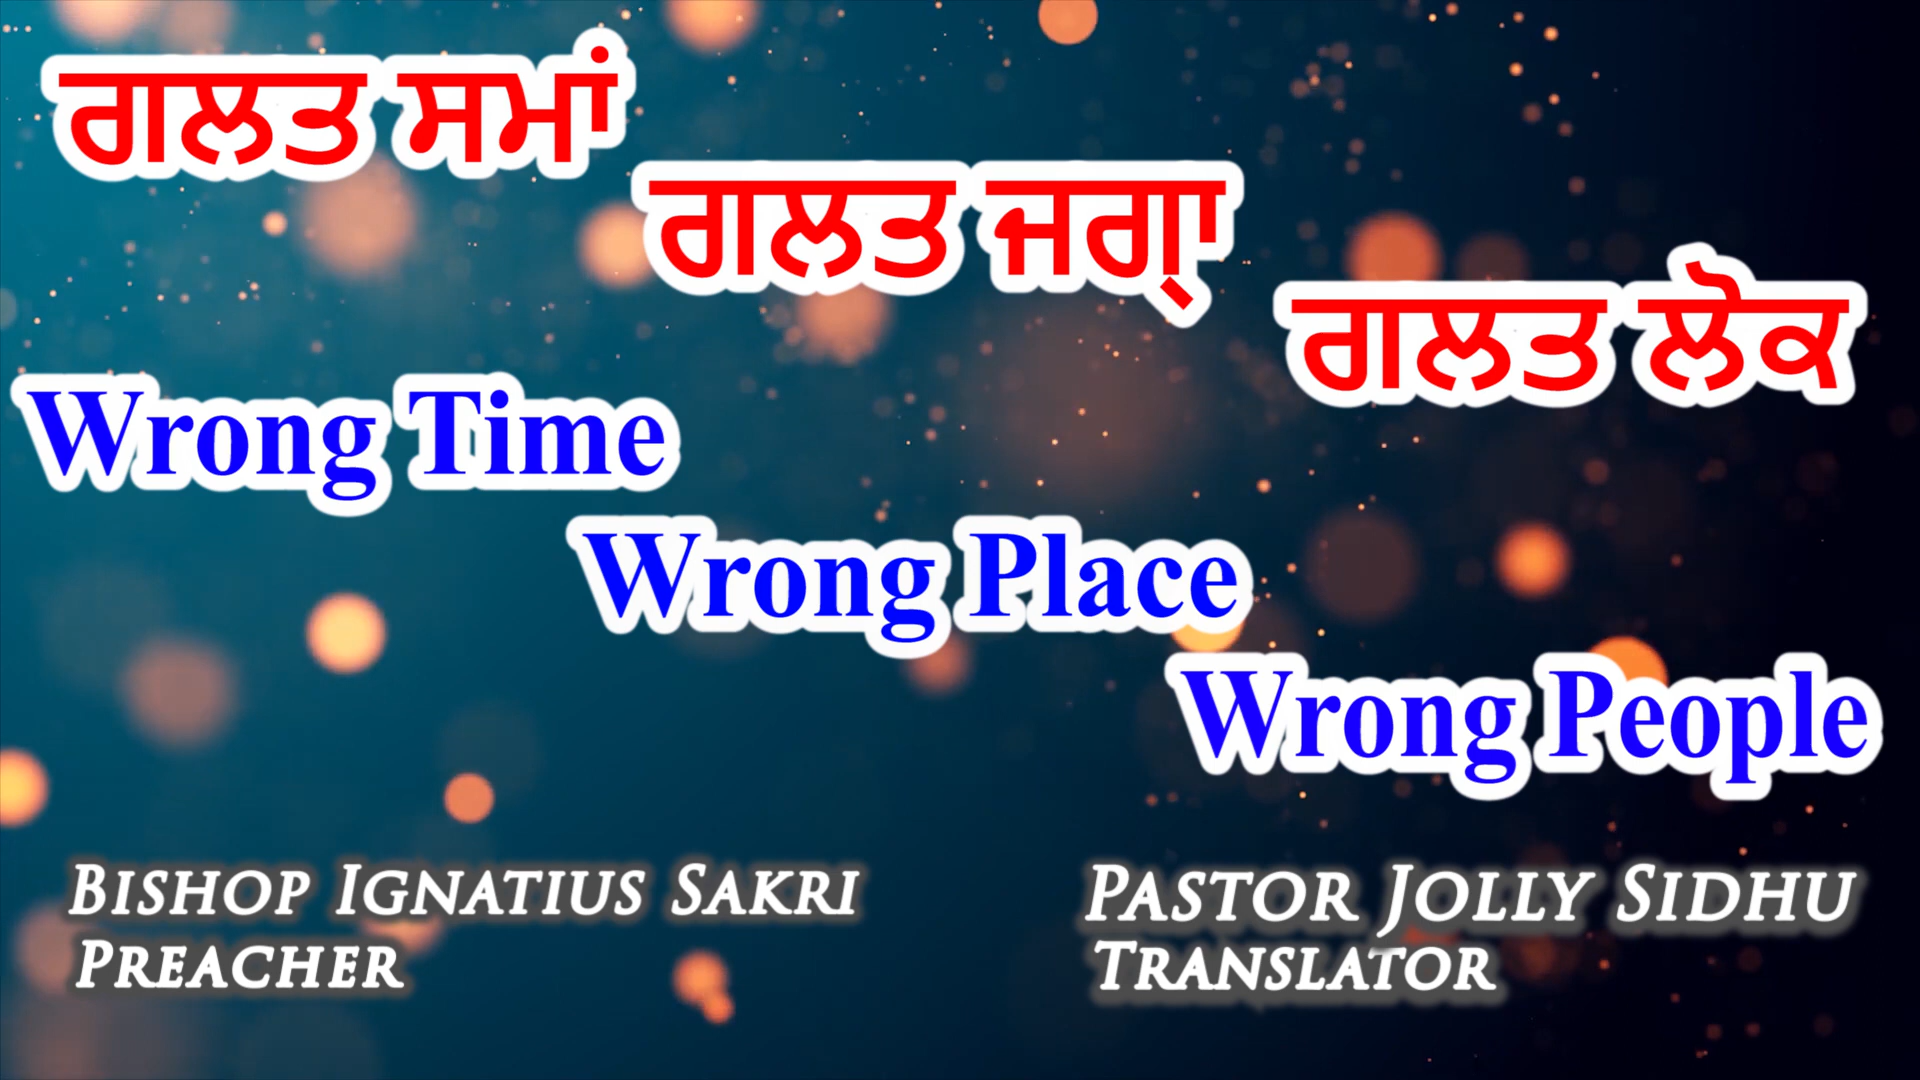 ਗਲਤ ਸਮਾਂ
ਗਲਤ ਜਗ੍ਹਾ
ਗਲਤ ਲੋਕ
Wrong Time
Wrong Place
Wrong People
BISHOP IGNATIUS SAKRI
PREACHER
PASTOR JOLLY SIDHU
TRANSLATOR